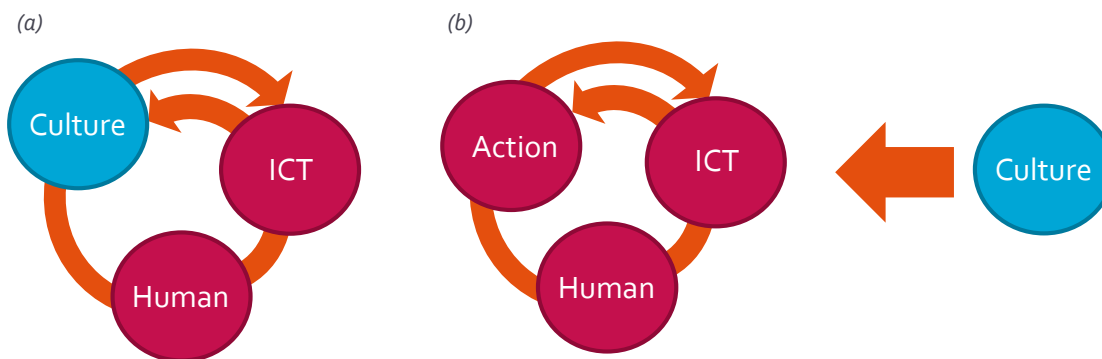 (a)
Culture
ICT
Human
(b)
Action
ICT
Human
Culture